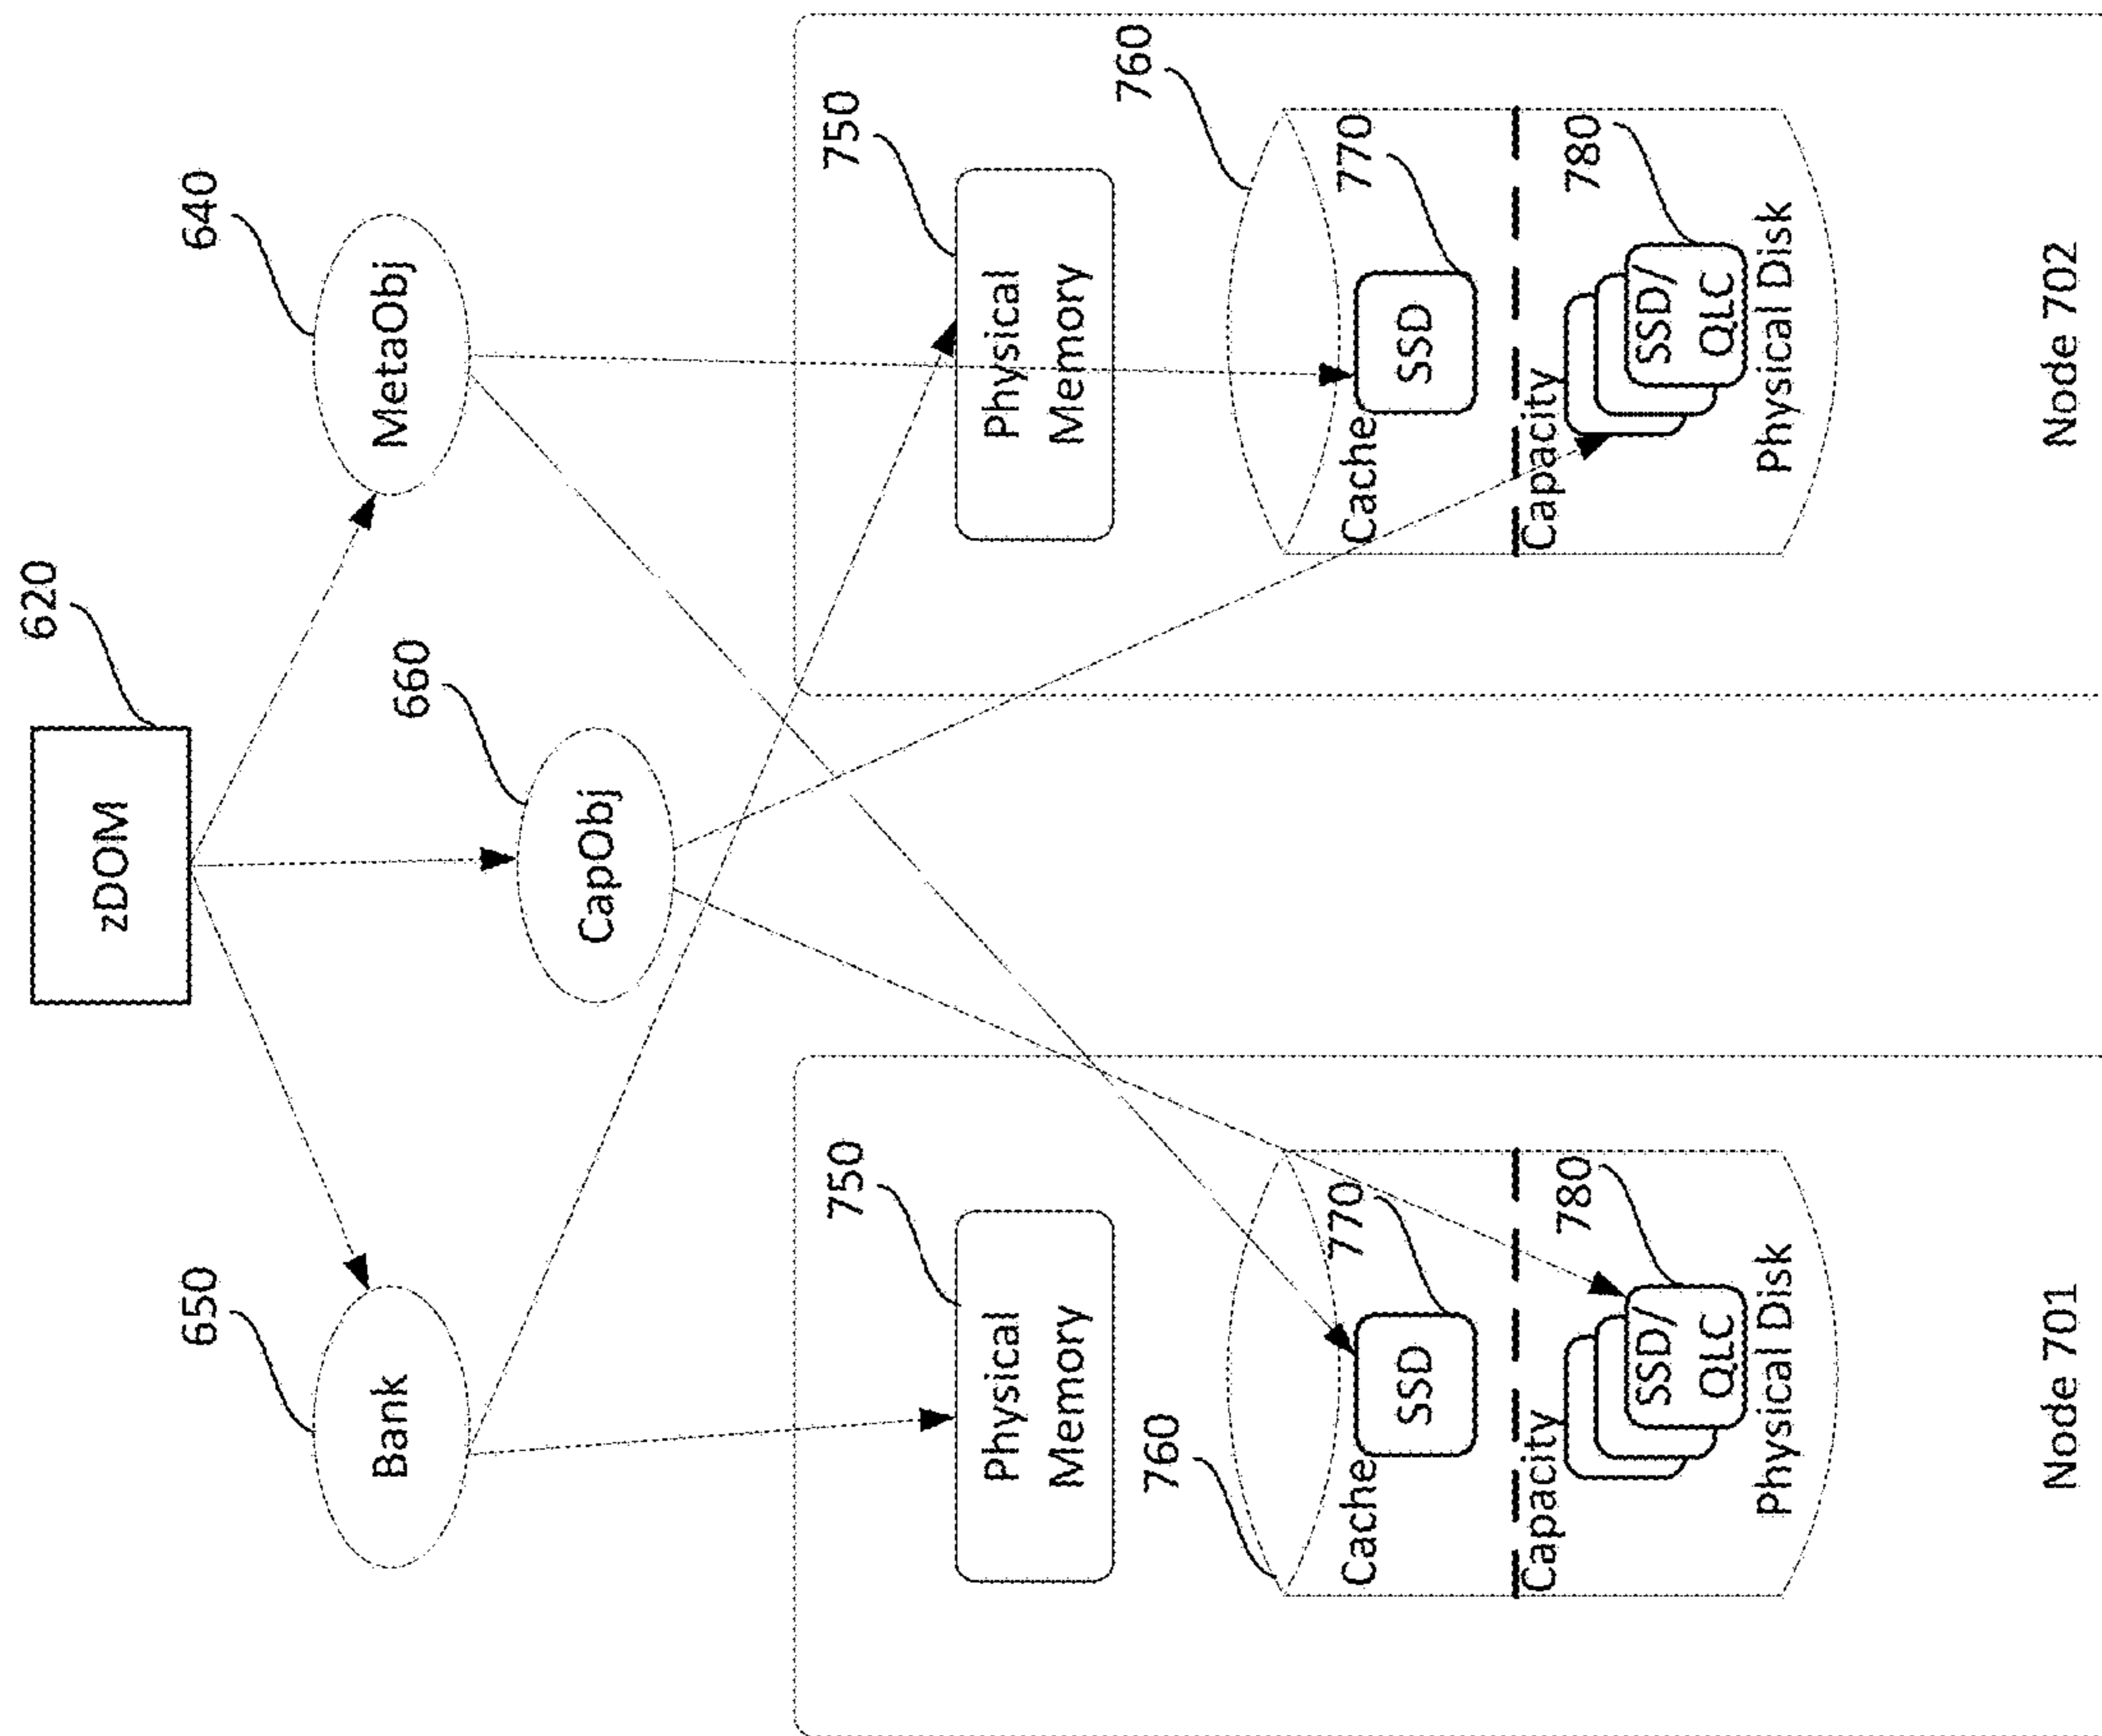 620
zDOM
650
640
Bank
MetaObj
660
CapObj
750
Physical
Memory
760
Cache
770
SSD
Capacity
780
SSD/
QLC
Physical Disk
Node 701
750
Physical
Memory
760
Cache
770
SSD
Capacity
780
SSD/
QLC
Physical Disk
Node 702